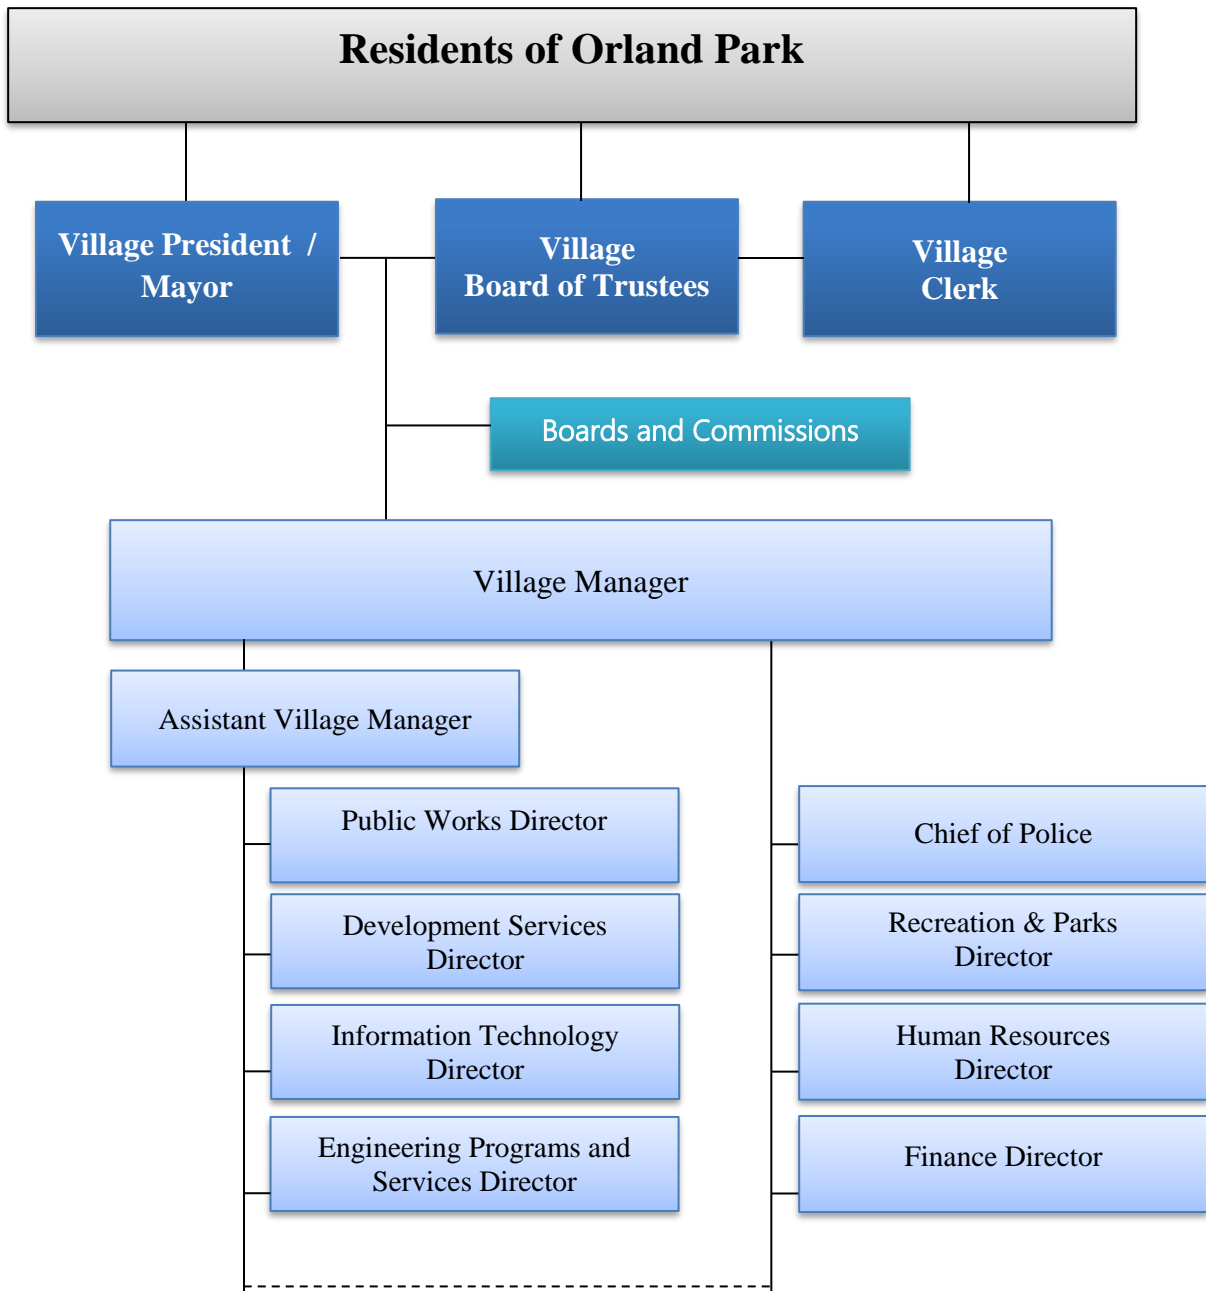 Residents of Orland Park
Village President /
Mayor
Village
Board of Trustees
Village
Clerk
Boards and Commissions
Village Manager
Assistant Village Manager
Public Works Director
Development Services
Director
Information Technology
Director
Engineering Programs and
Services Director
Chief of Police
Recreation & Parks
Director
Human Resources
Director
Finance Director